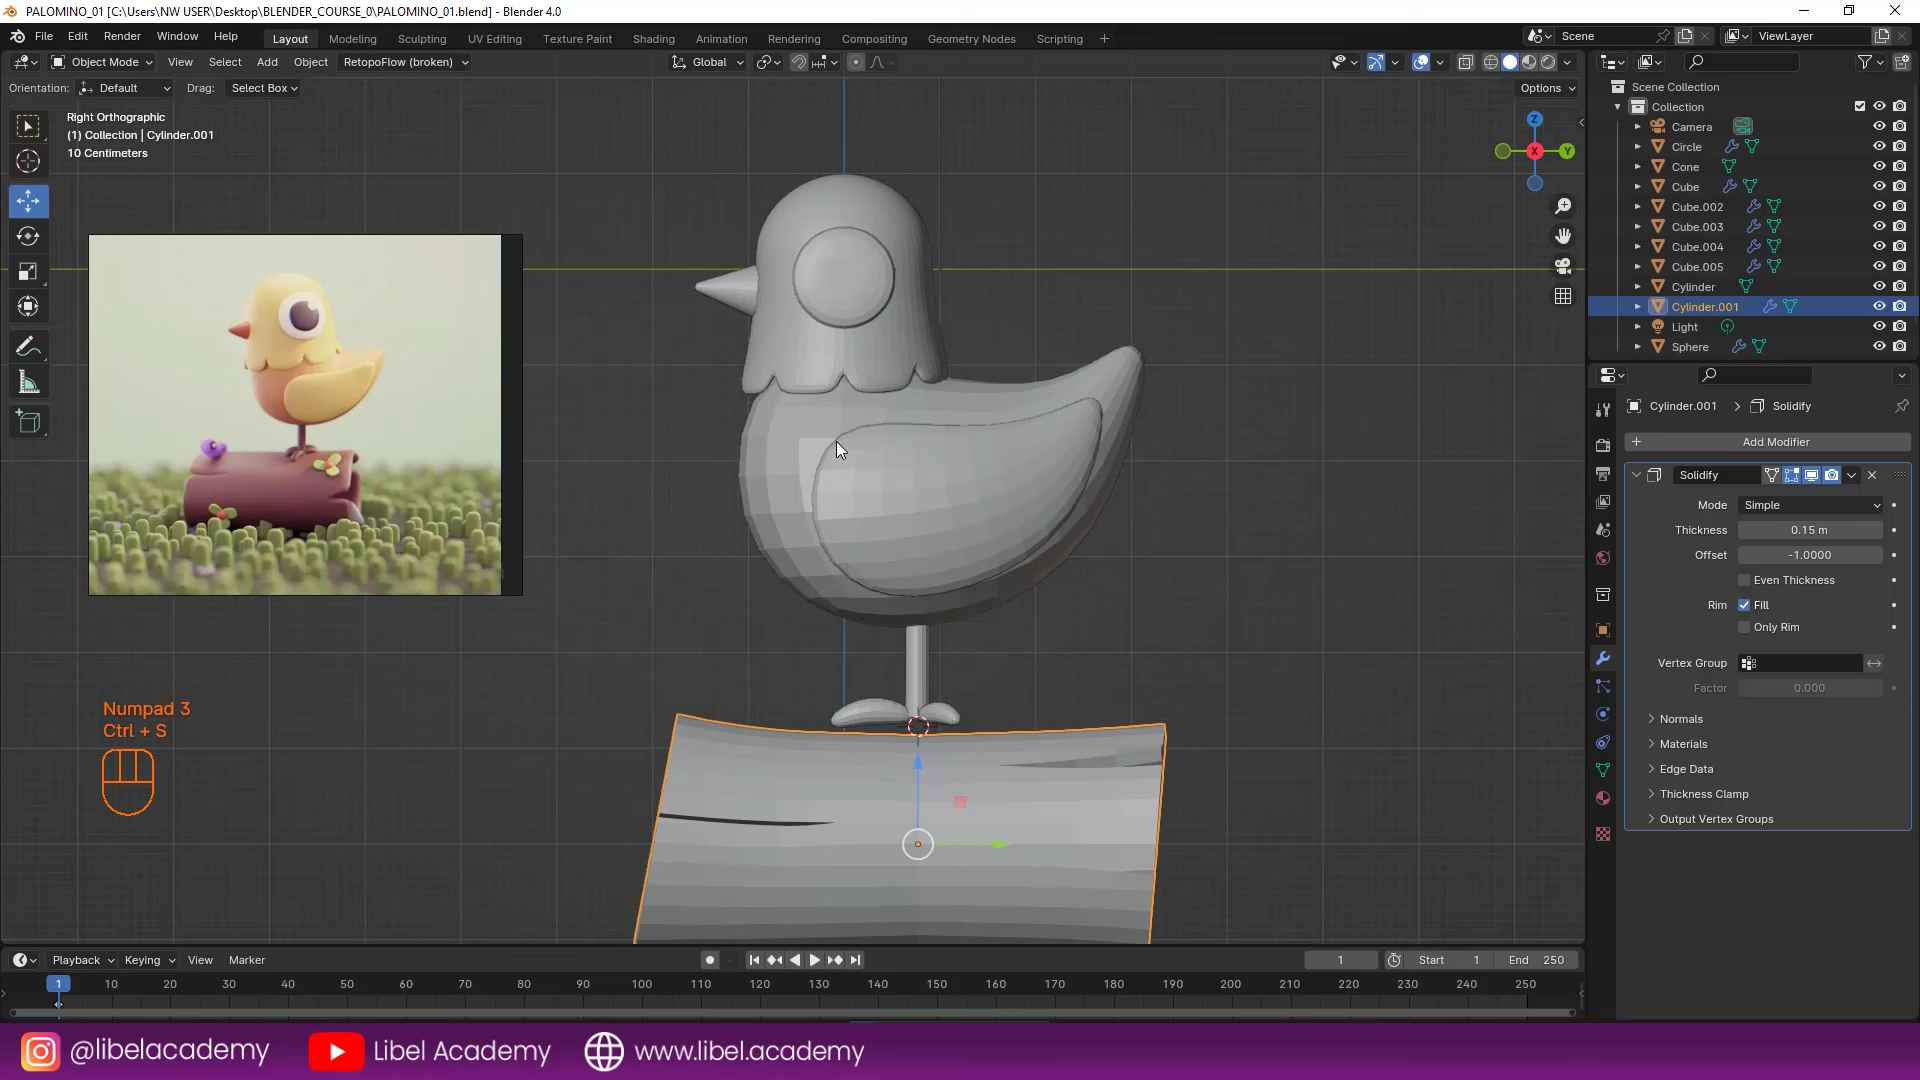 PALOMINO_01 [C:\Users\NW USER\Desktop\BLENDER_COURSE_0\PALOMINO_01.blend] - Blender 4.0
File Edit Render Window Help Layout Modeling Sculpting UV Editing Texture Paint Shading Animation Rendering Compositing Geometry Nodes Scripting + Scene ViewLayer
Object Mode View Select Add Object RetopoFlow (broken) Global
Orientation: Default Drag: Select Box Options
Right Orthographic
(1) Collection | Cylinder.001
10 Centimeters
Z
X
Y
Scene Collection
Collection
Camera
Circle
Cone
Cube
Cube.002
Cube.003
Cube.004
Cube.005
Cylinder
Cylinder.001
Light
Sphere
Cylinder.001 > Solidify
+ Add Modifier
Solidify
Mode Simple
Thickness 0.15 m
Offset -1.0000
Even Thickness
Rim Fill
Only Rim
Vertex Group
Factor 0.000
Normals
Materials
Edge Data
Thickness Clamp
Output Vertex Groups
Numpad 3
Ctrl + S
Playback Keying View Marker 1 Start 1 End 250
1 10 20 30 40 50 60 70 80 90 100 110 120 130 140 150 160 170 180 190 200 210 220 230 240 250
@libelacademy Libel Academy www.libel.academy